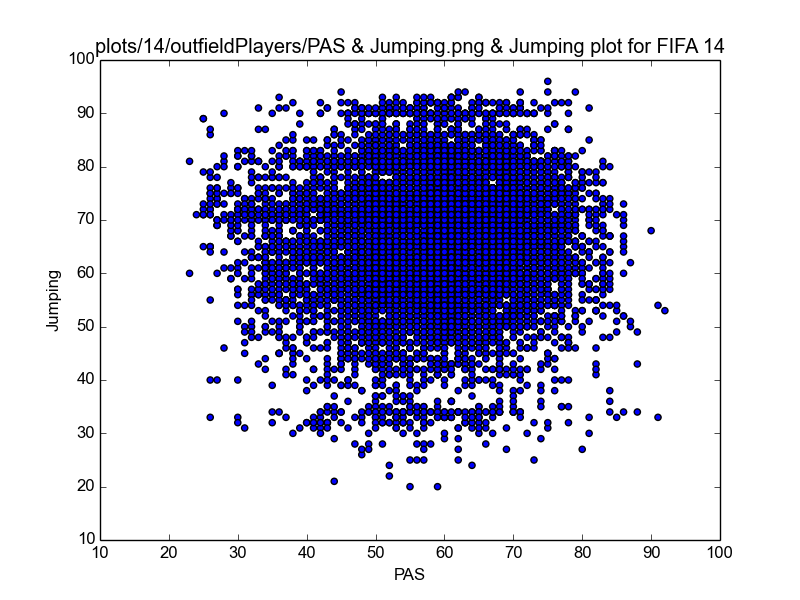 plots/14/outfieldPlayers/PAS & Jumping.png & Jumping plot for FIFA 14
100
90
80
70
60
50
40
30
20
10
Jumping
10 20 30 40 50 60 70 80 90 100
PAS